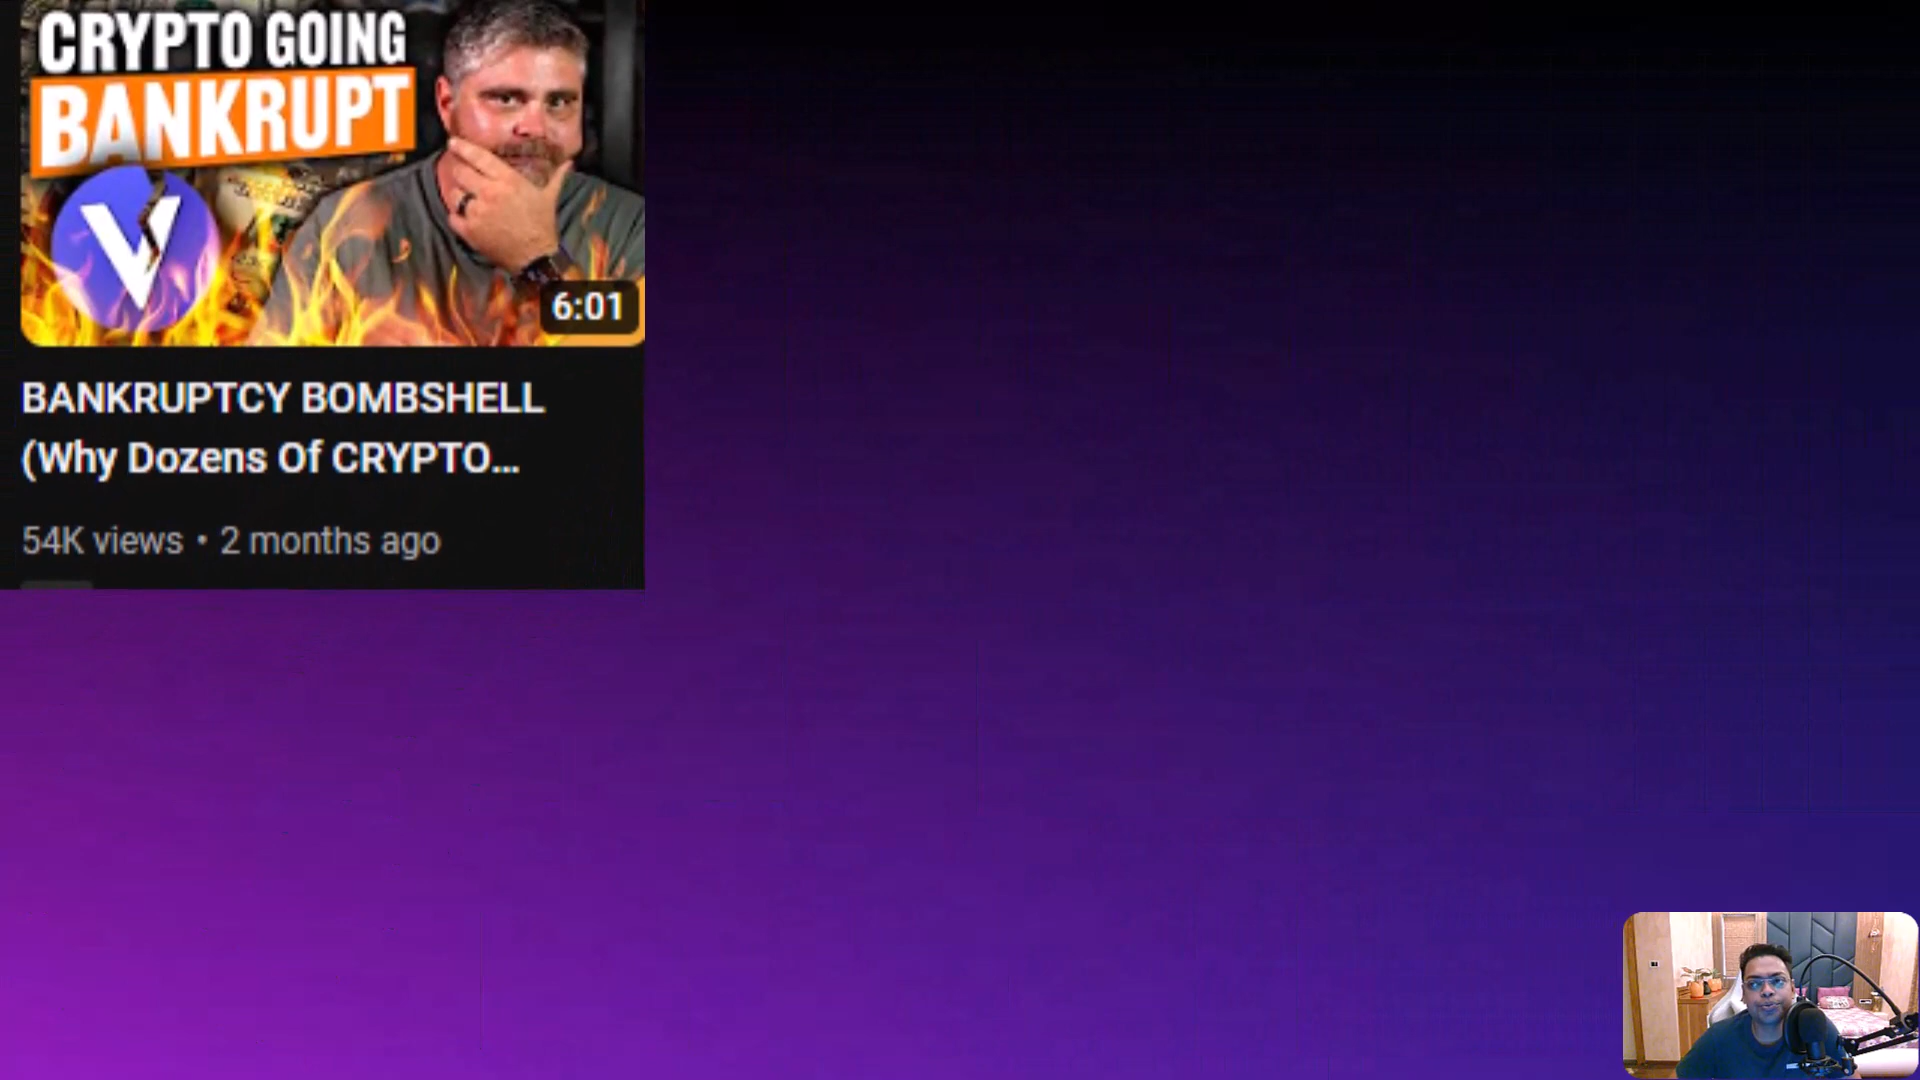 CRYPTO GOING
BANKRUPT
6:01
BANKRUPTCY BOMBSHELL
(Why Dozens Of CRYPTO...
54K views • 2 months ago